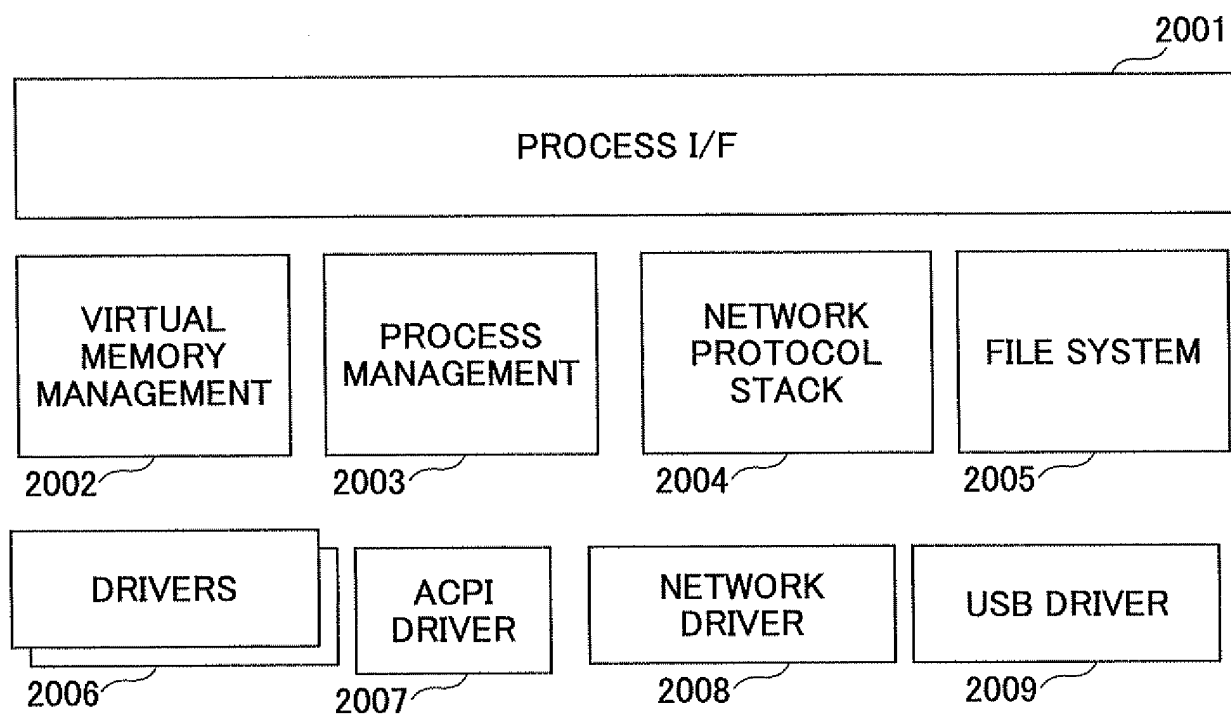 2001
PROCESS I/F
VIRTUAL
MEMORY
MANAGEMENT
PROCESS
MANAGEMENT
NETWORK
PROTOCOL
STACK
FILE SYSTEM
2002
2003
2004
2005
DRIVERS
ACPI
DRIVER
NETWORK
DRIVER
USB DRIVER
2006
2007
2008
2009